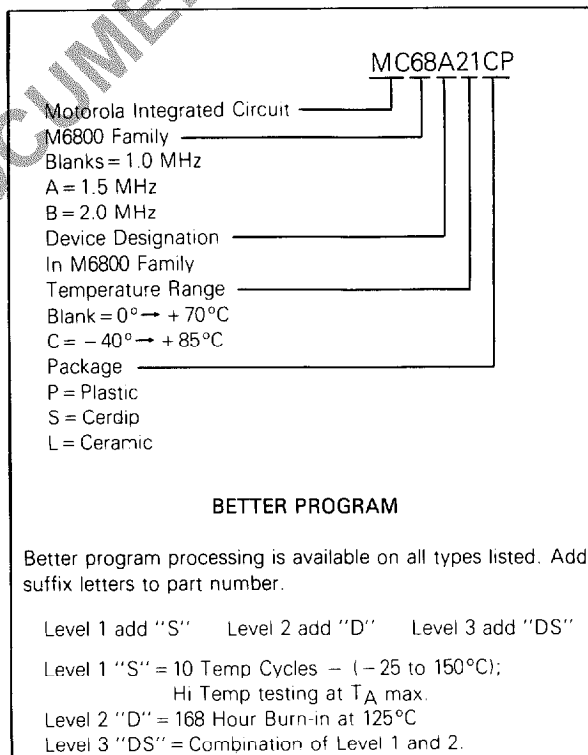 DOCUMEN
MC68A21CP
Motorola Integrated Circuit
M6800 Family
Blanks = 1.0 MHz
A = 1.5 MHz
B = 2.0 MHz
Device Designation
In M6800 Family
Temperature Range
Blank = 0° → + 70°C
C = − 40° → + 85°C
Package
P = Plastic
S = Cerdip
L = Ceramic
BETTER PROGRAM
Better program processing is available on all types listed. Add
suffix letters to part number.
Level 1 add "S" Level 2 add "D" Level 3 add "DS"
Level 1 "S" = 10 Temp Cycles − (− 25 to 150°C);
Hi Temp testing at TA max.
Level 2 "D" = 168 Hour Burn-in at 125°C
Level 3 "DS" = Combination of Level 1 and 2.